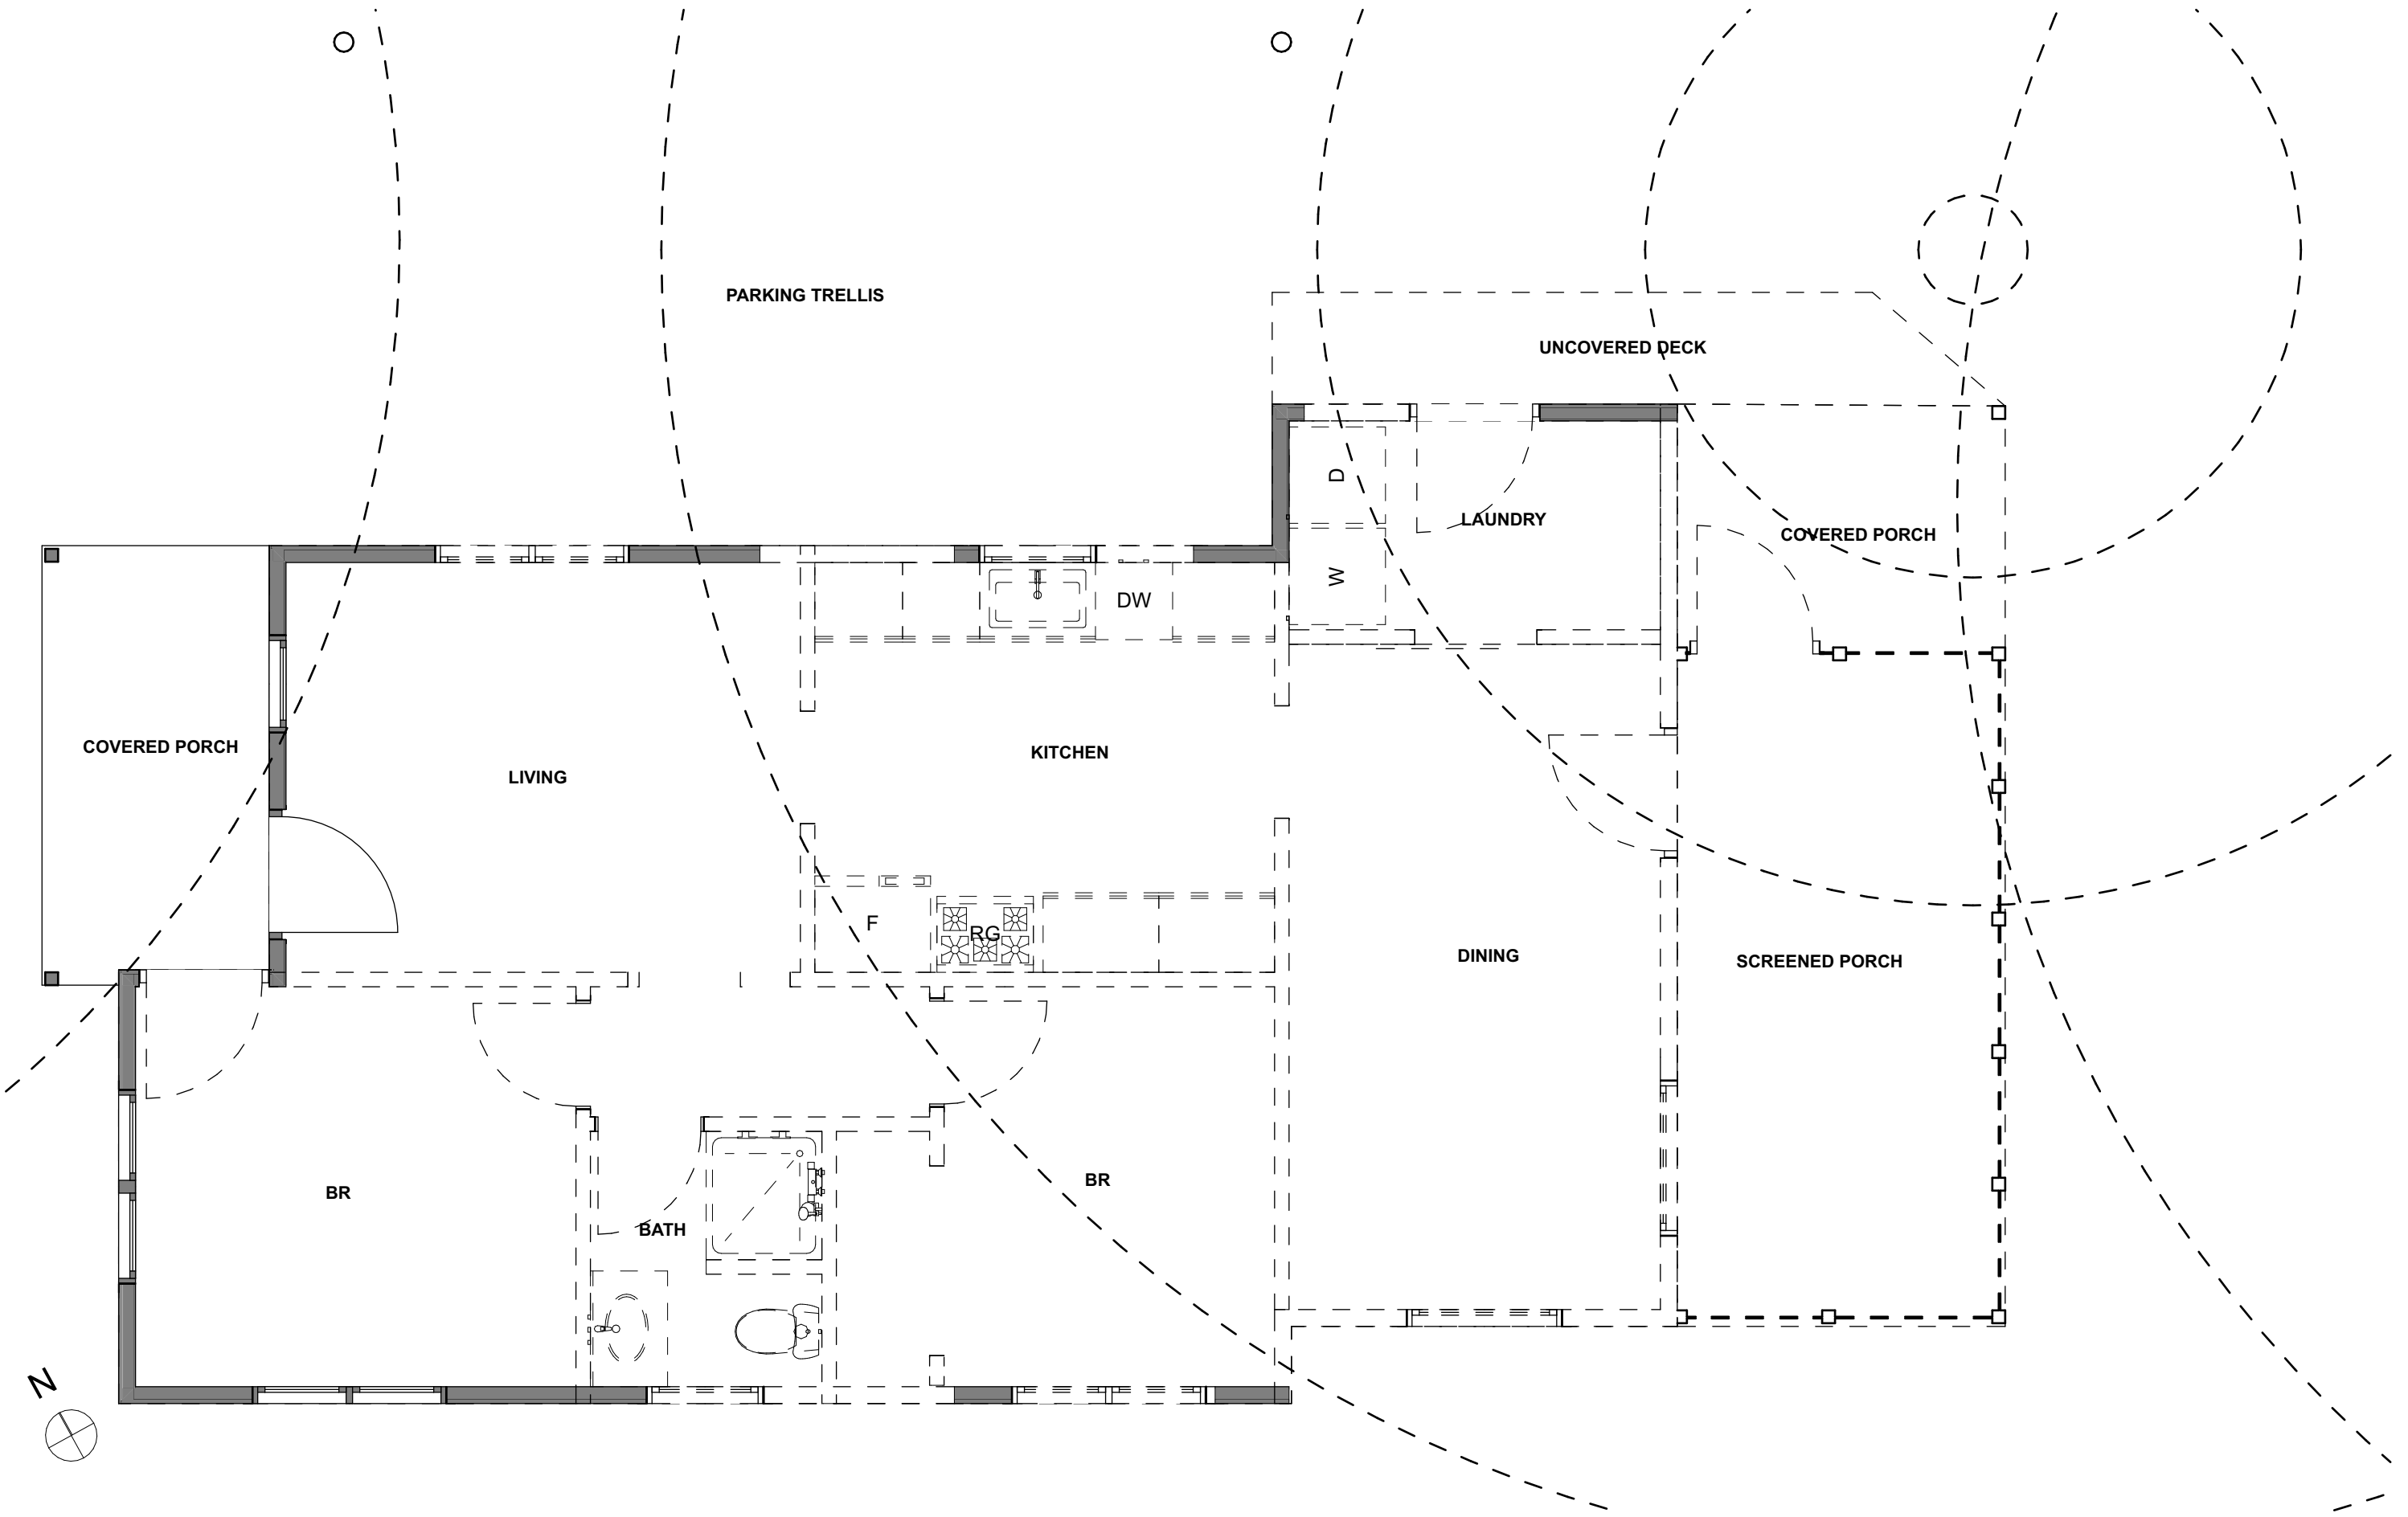 PARKING TRELLIS
UNCOVERED DECK
D
LAUNDRY
COVERED PORCH
W
DW
COVERED PORCH
KITCHEN
LIVING
F
RG
DINING
SCREENED PORCH
BR
BR
BATH
N